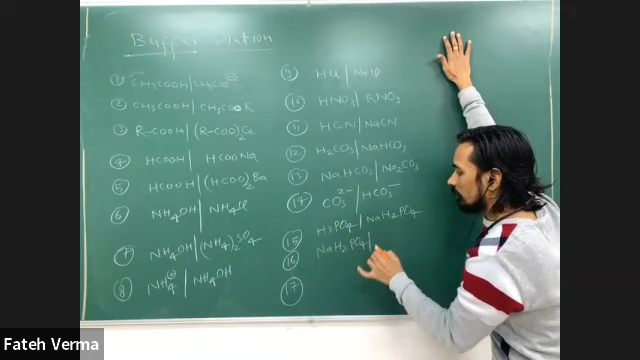 Buffer solution
① CH3COOH | CH3COO⊖
② CH3COOH | CH3COOK
③ R-COOH | (R-COO)2Ca
④ HCOOH | HCOONa
⑤ HCOOH | (HCOO)2Ba
⑥ NH4OH | NH4Cl
⑦ NH4OH | (NH4)2SO4
⑧ NH4⊕ | NH4OH
⑨ HCl | NaCl
⑩ HNO3 | KNO3
⑪ HCN | NaCN
⑫ H2CO3 | NaHCO3
⑬ NaHCO3 | Na2CO3
⑭ CO3²⁻ | HCO3⁻
⑮ H3PO4 | NaH2PO4
⑯ NaH2PO4 |
⑰
Fateh Verma